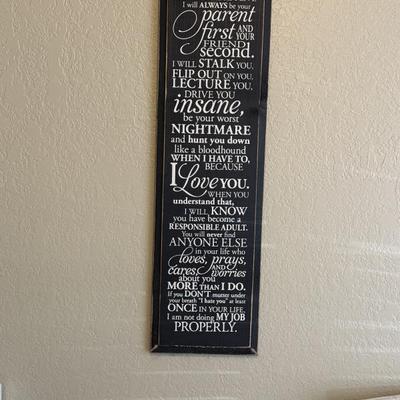 I will ALWAYS be your
parent
first AND YOUR
FRIEND
second.
I WILL STALK YOU,
FLIP OUT ON YOU,
LECTURE YOU,
DRIVE YOU
insane,
be your worst
NIGHTMARE
and hunt you down
like a bloodhound
WHEN I HAVE TO,
BECAUSE
I Love YOU.
WHEN YOU
understand that,
I WILL KNOW
you have become a
RESPONSIBLE ADULT.
You will never find
ANYONE ELSE
in your life who
loves, prays,
cares AND worries
about you
MORE THAN I DO.
If you DON'T mutter under
your breath "I hate you" at least
ONCE IN YOUR LIFE,
I am not doing MY JOB
PROPERLY.